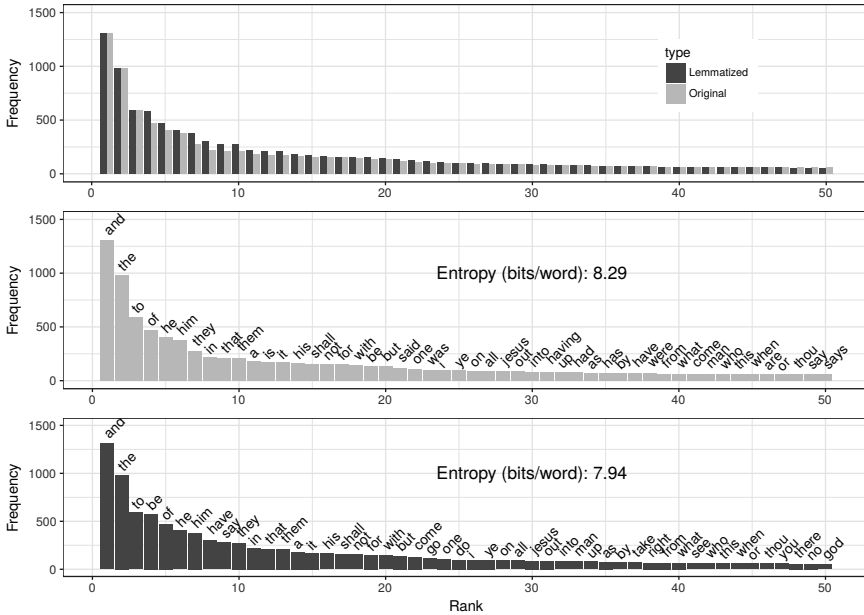 1500
1000
500
0
Frequency
type
Lemmatized
Original
0 10 20 30 40 50
1500
1000
500
0
Frequency
Entropy (bits/word): 8.29
and the to of he him they in that them a is it his shall not for with be but said one was i ye on all jesus out into having up had as has by have were from what come man who this when are or thou say says
0 10 20 30 40 50
1500
1000
500
0
Frequency
Entropy (bits/word): 7.94
and the to be of he him have say they in that them a it his shall not for with but come go one do i ye on all jesus out into man up as by take right from what see who this when or thou you there no god
0 10 20 30 40 50
Rank